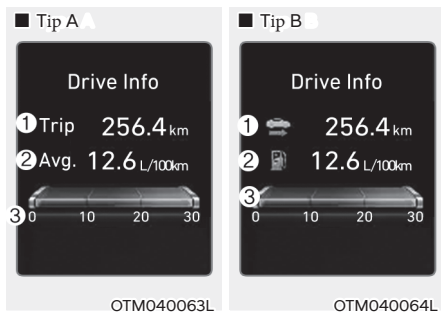 ■ Tip A
Drive Info
① Trip 256.4 km
② Avg. 12.6 L/100km
③
0 10 20 30
OTM040063L
■ Tip B
Drive Info
① 256.4 km
② 12.6 L/100km
③
0 10 20 30
OTM040064L